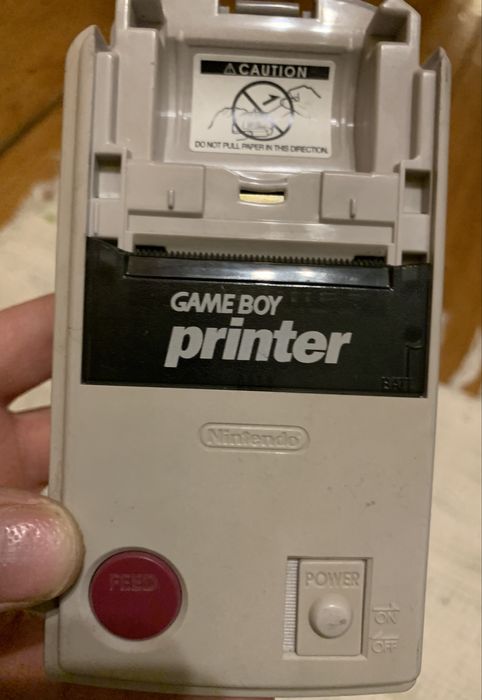 CAUTION
DO NOT PULL PAPER IN THIS DIRECTION.
GAME BOY
printer
Nintendo
FEED
POWER
ON
OFF